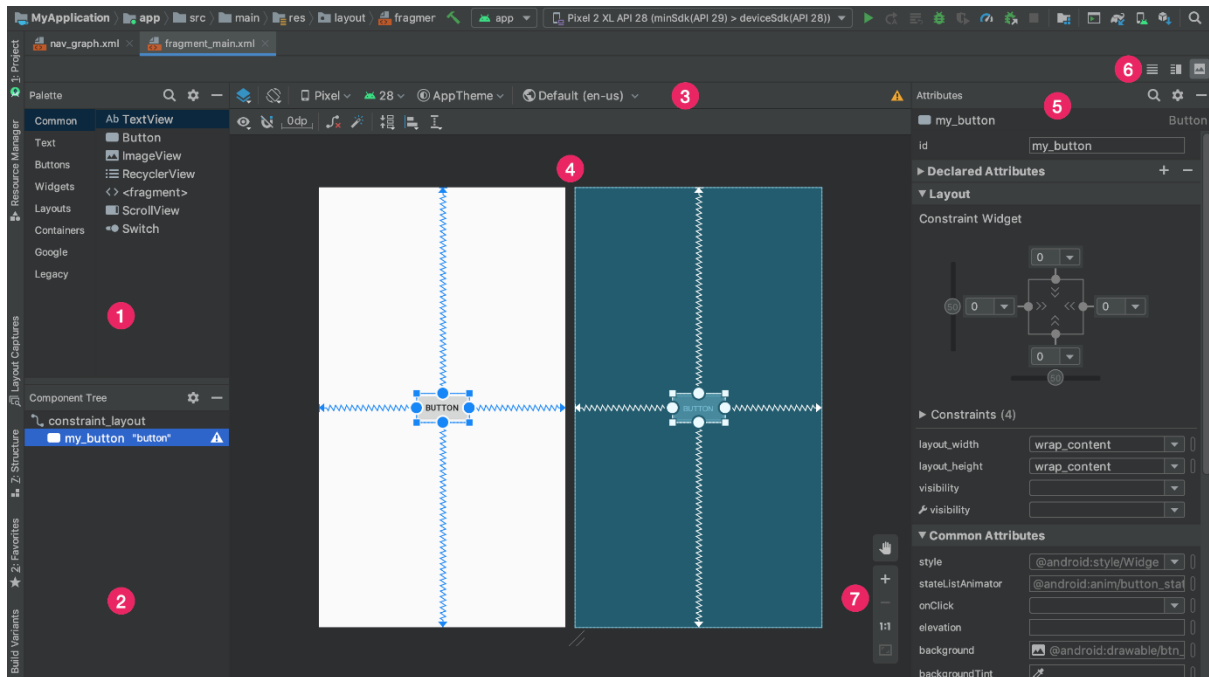 MyApplication app src main res layout fragmer app Pixel 2 XL API 28 (minSdk(API 29) > deviceSdk(API 28))
nav_graph.xml fragment_main.xml
1: Project
Resource Manager
Layout Captures
Z: Structure
2: Favorites
Build Variants
6
Palette
Common
Text
Buttons
Widgets
Layouts
Containers
Google
Legacy
Ab TextView
Button
ImageView
RecyclerView
<> <fragment>
ScrollView
Switch
1
Component Tree
constraint_layout
my_button "button"
2
Pixel 28 AppTheme Default (en-us)
3
0dp
4
BUTTON
BUTTON
7
1:1
Attributes
5
my_button Button
id my_button
Declared Attributes
Layout
Constraint Widget
0
50 0 0
0
50
Constraints (4)
layout_width wrap_content
layout_height wrap_content
visibility
visibility
Common Attributes
style @android:style/Widge
stateListAnimator @android:anim/button_stat
onClick
elevation
background @android:drawable/btn_
backgroundTint